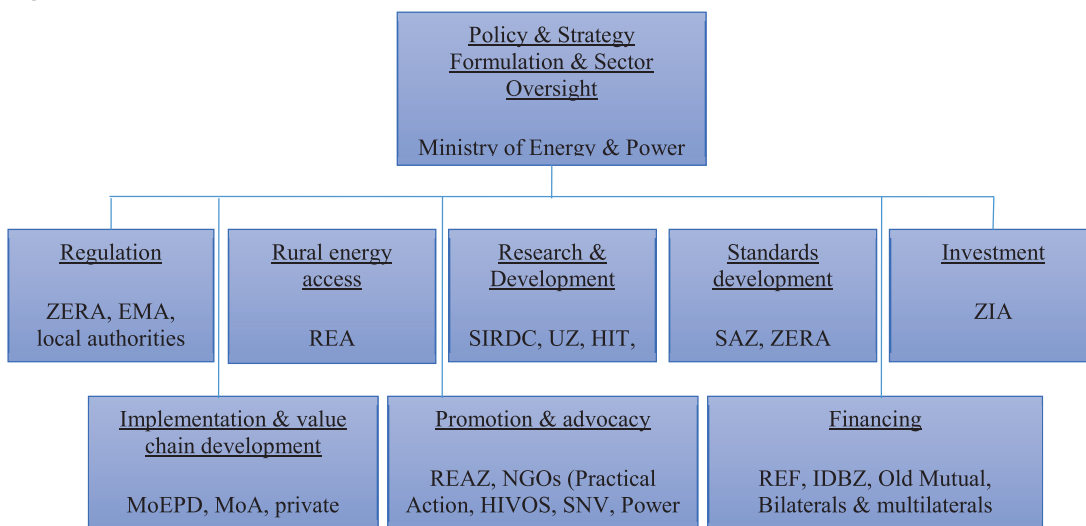 Policy & Strategy
Formulation & Sector
Oversight
Ministry of Energy & Power
Regulation
ZERA, EMA,
local authorities
Rural energy
access
REA
Research &
Development
SIRDC, UZ, HIT,
Standards
development
SAZ, ZERA
Investment
ZIA
Implementation & value
chain development
MoEPD, MoA, private
Promotion & advocacy
REAZ, NGOs (Practical
Action, HIVOS, SNV, Power
Financing
REF, IDBZ, Old Mutual,
Bilaterals & multilaterals